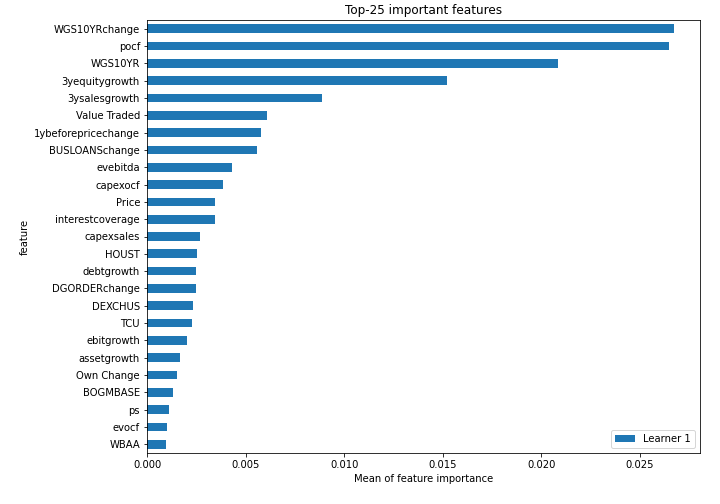 Top-25 important features
WGS10YRchange
pocf
WGS10YR
3yequitygrowth
3ysalesgrowth
Value Traded
1ybeforepricechange
BUSLOANSchange
evebitda
capexocf
Price
interestcoverage
capexsales
HOUST
debtgrowth
DGORDERchange
DEXCHUS
TCU
ebitgrowth
assetgrowth
Own Change
BOGMBASE
ps
evocf
WBAA
feature
Learner 1
0.000 0.005 0.010 0.015 0.020 0.025
Mean of feature importance